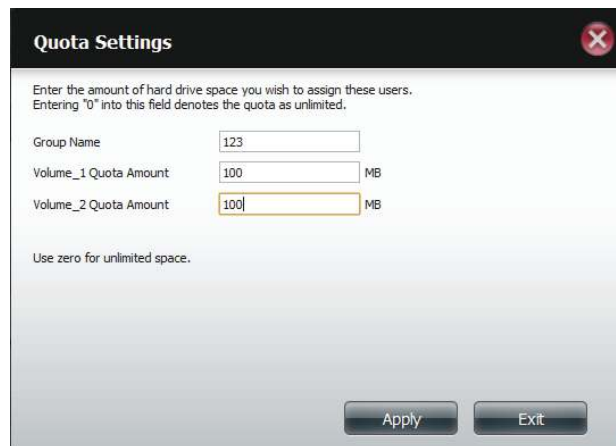 Quota Settings
Enter the amount of hard drive space you wish to assign these users.
Entering "0" into this field denotes the quota as unlimited.
Group Name 123
Volume_1 Quota Amount 100 MB
Volume_2 Quota Amount 100 MB
Use zero for unlimited space.
Apply Exit